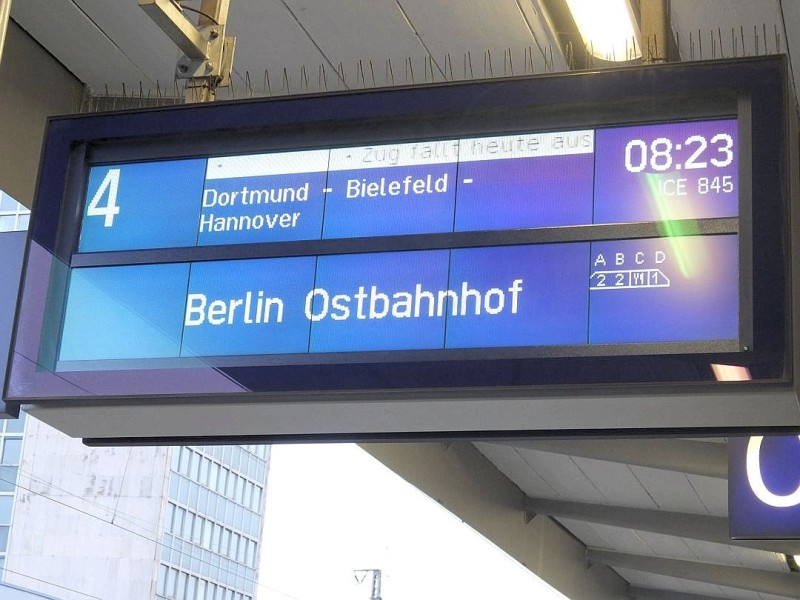 - Zug fällt heute aus
4
08:23
Dortmund - Bielefeld -
ICE 845
Hannover
Berlin Ostbahnhof
A B C D
2 2 1